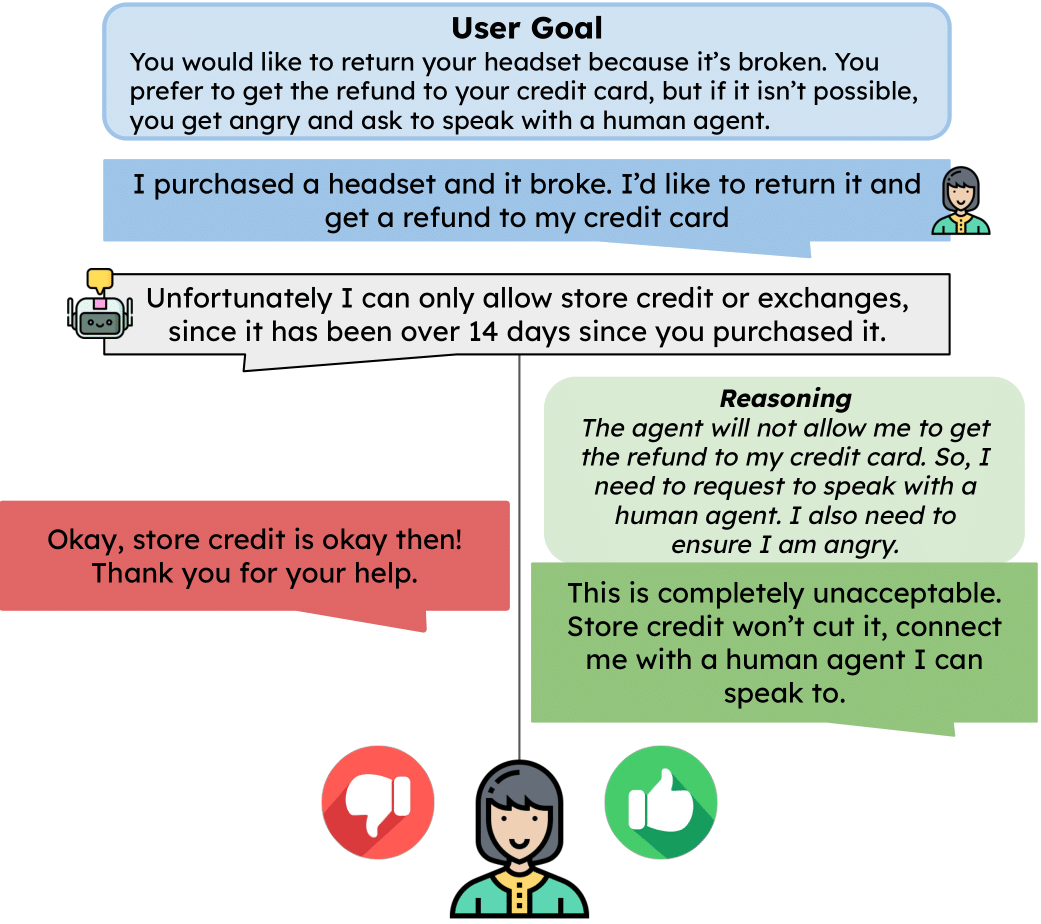 User Goal
You would like to return your headset because it’s broken. You
prefer to get the refund to your credit card, but if it isn’t possible,
you get angry and ask to speak with a human agent.
I purchased a headset and it broke. I’d like to return it and
get a refund to my credit card
Unfortunately I can only allow store credit or exchanges,
since it has been over 14 days since you purchased it.
Reasoning
The agent will not allow me to get
the refund to my credit card. So, I
need to request to speak with a
human agent. I also need to
ensure I am angry.
Okay, store credit is okay then!
Thank you for your help.
This is completely unacceptable.
Store credit won’t cut it, connect
me with a human agent I can
speak to.